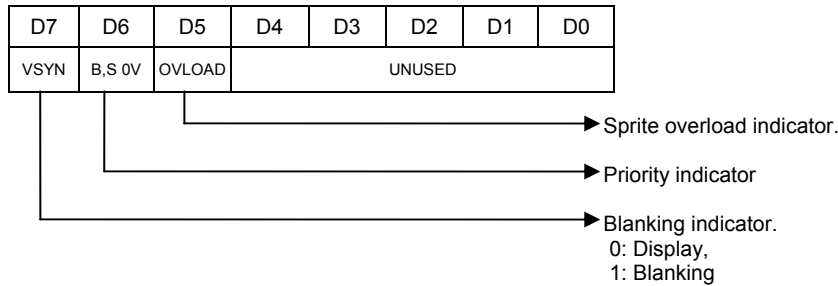 D7 D6 D5 D4 D3 D2 D1 D0
VSYN B,S 0V OVLOAD UNUSED
Sprite overload indicator.
Priority indicator
Blanking indicator.
0: Display,
1: Blanking